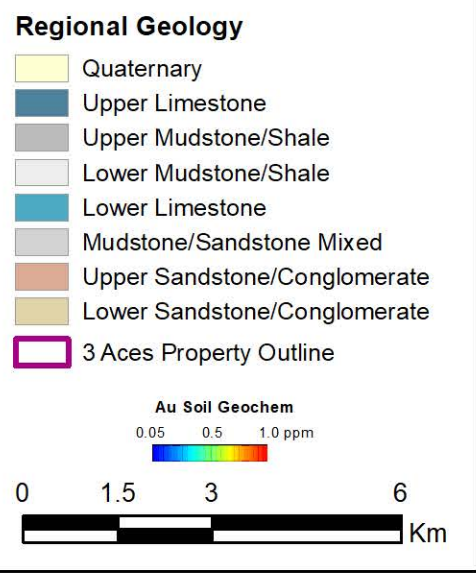 Regional Geology
Quaternary
Upper Limestone
Upper Mudstone/Shale
Lower Mudstone/Shale
Lower Limestone
Mudstone/Sandstone Mixed
Upper Sandstone/Conglomerate
Lower Sandstone/Conglomerate
3 Aces Property Outline
Au Soil Geochem
0.05 0.5 1.0 ppm
0 1.5 3 6
Km